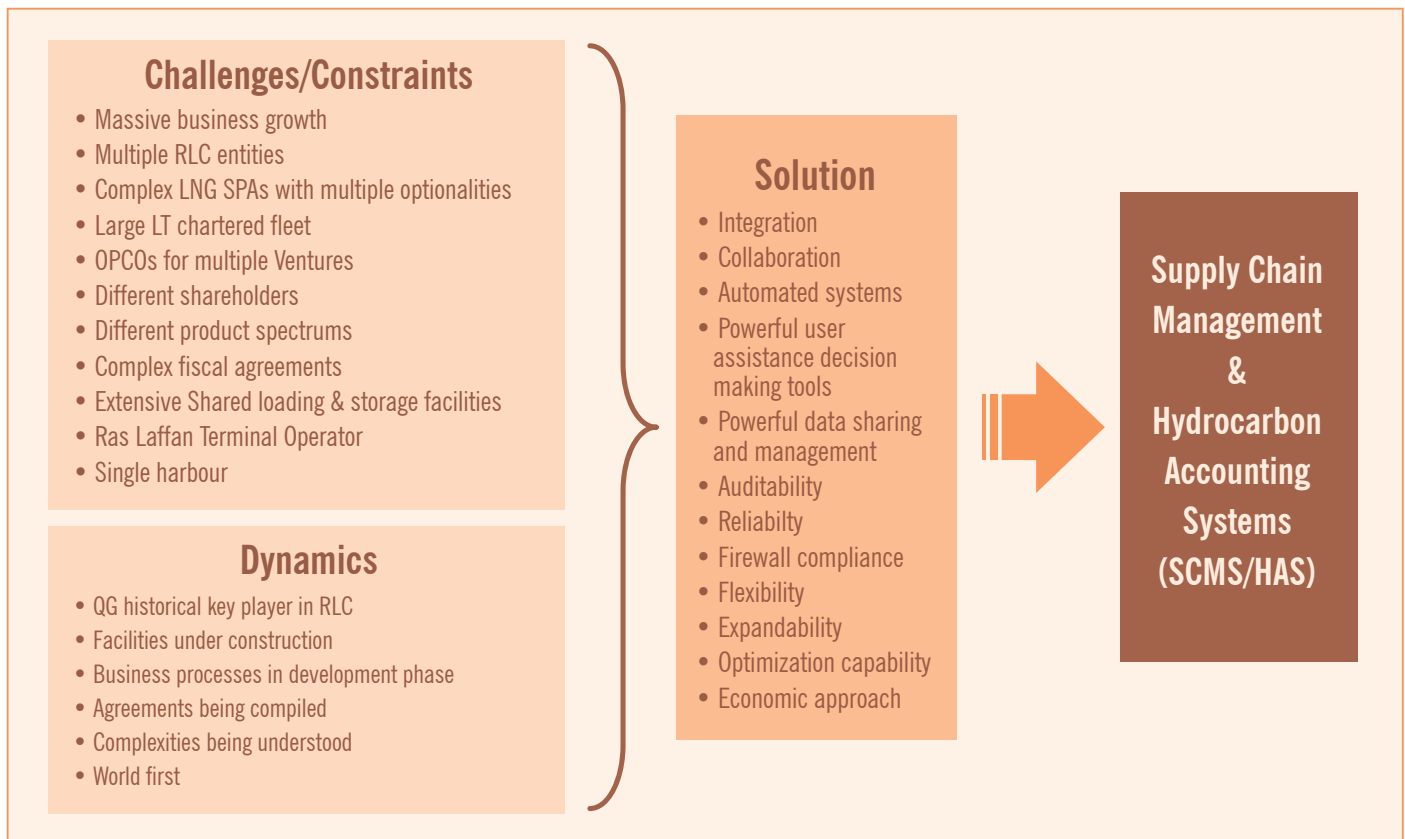 Challenges/Constraints
• Massive business growth
• Multiple RLC entities
• Complex LNG SPAs with multiple optionalities
• Large LT chartered fleet
• OPCOs for multiple Ventures
• Different shareholders
• Different product spectrums
• Complex fiscal agreements
• Extensive Shared loading & storage facilities
• Ras Laffan Terminal Operator
• Single harbour
Dynamics
• QG historical key player in RLC
• Facilities under construction
• Business processes in development phase
• Agreements being compiled
• Complexities being understood
• World first
Solution
• Integration
• Collaboration
• Automated systems
• Powerful user
assistance decision
making tools
• Powerful data sharing
and management
• Auditability
• Reliabilty
• Firewall compliance
• Flexibility
• Expandability
• Optimization capability
• Economic approach
Supply Chain
Management
&
Hydrocarbon
Accounting
Systems
(SCMS/HAS)